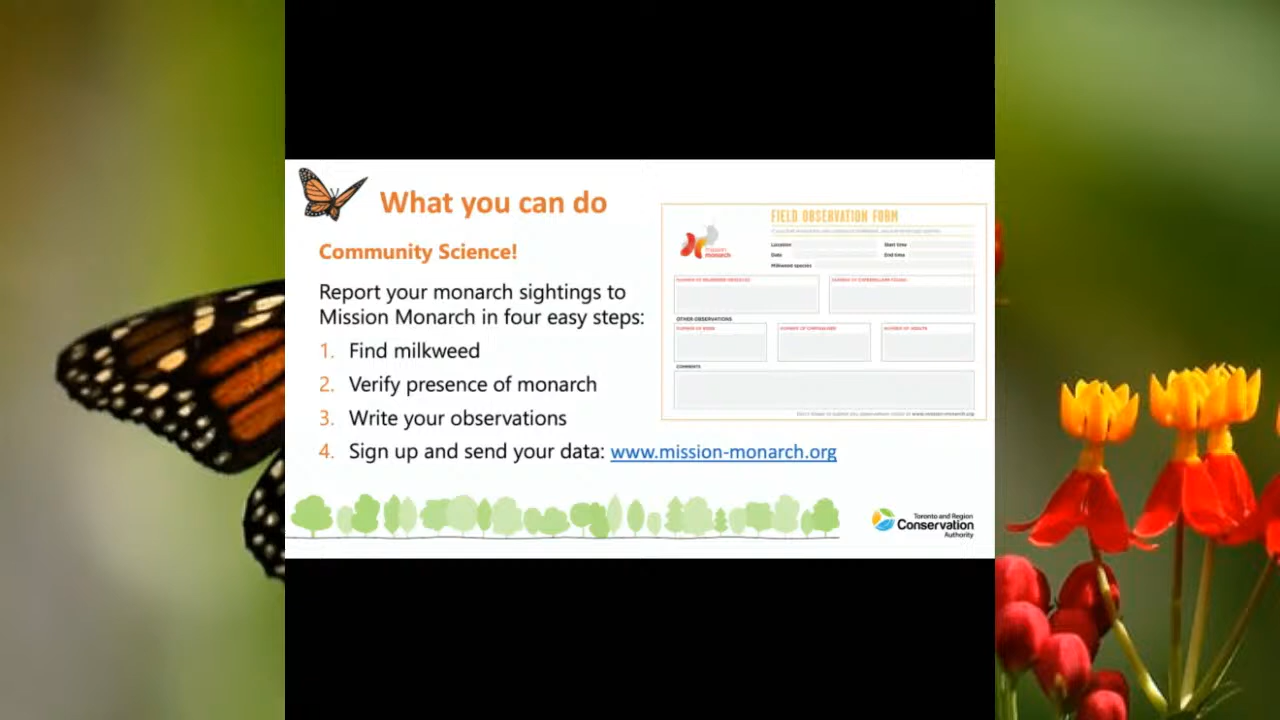 What you can do
Community Science!
Report your monarch sightings to
Mission Monarch in four easy steps:
1. Find milkweed
2. Verify presence of monarch
3. Write your observations
4. Sign up and send your data: www.mission-monarch.org
FIELD OBSERVATION FORM
mission
monarch
Location
Start time
Date
End time
Milkweed species
OTHER OBSERVATIONS
COMMENTS
Toronto and Region
Conservation
Authority